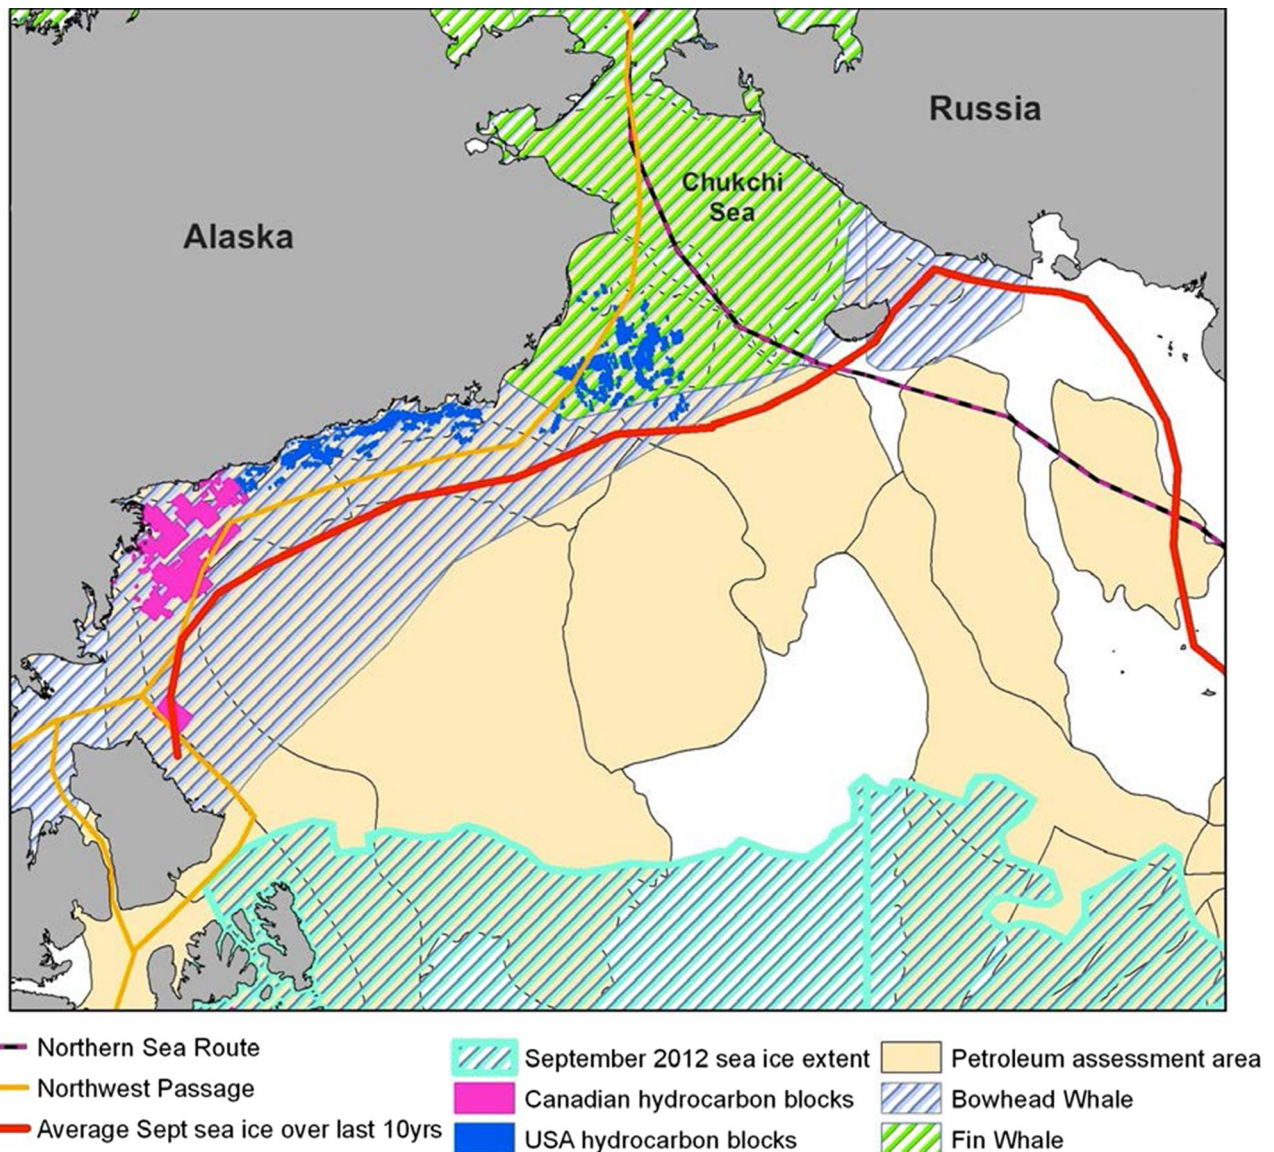 Russia
Chukchi
Sea
Alaska
Northern Sea Route
Northwest Passage
Average Sept sea ice over last 10yrs
September 2012 sea ice extent
Canadian hydrocarbon blocks
USA hydrocarbon blocks
Petroleum assessment area
Bowhead Whale
Fin Whale